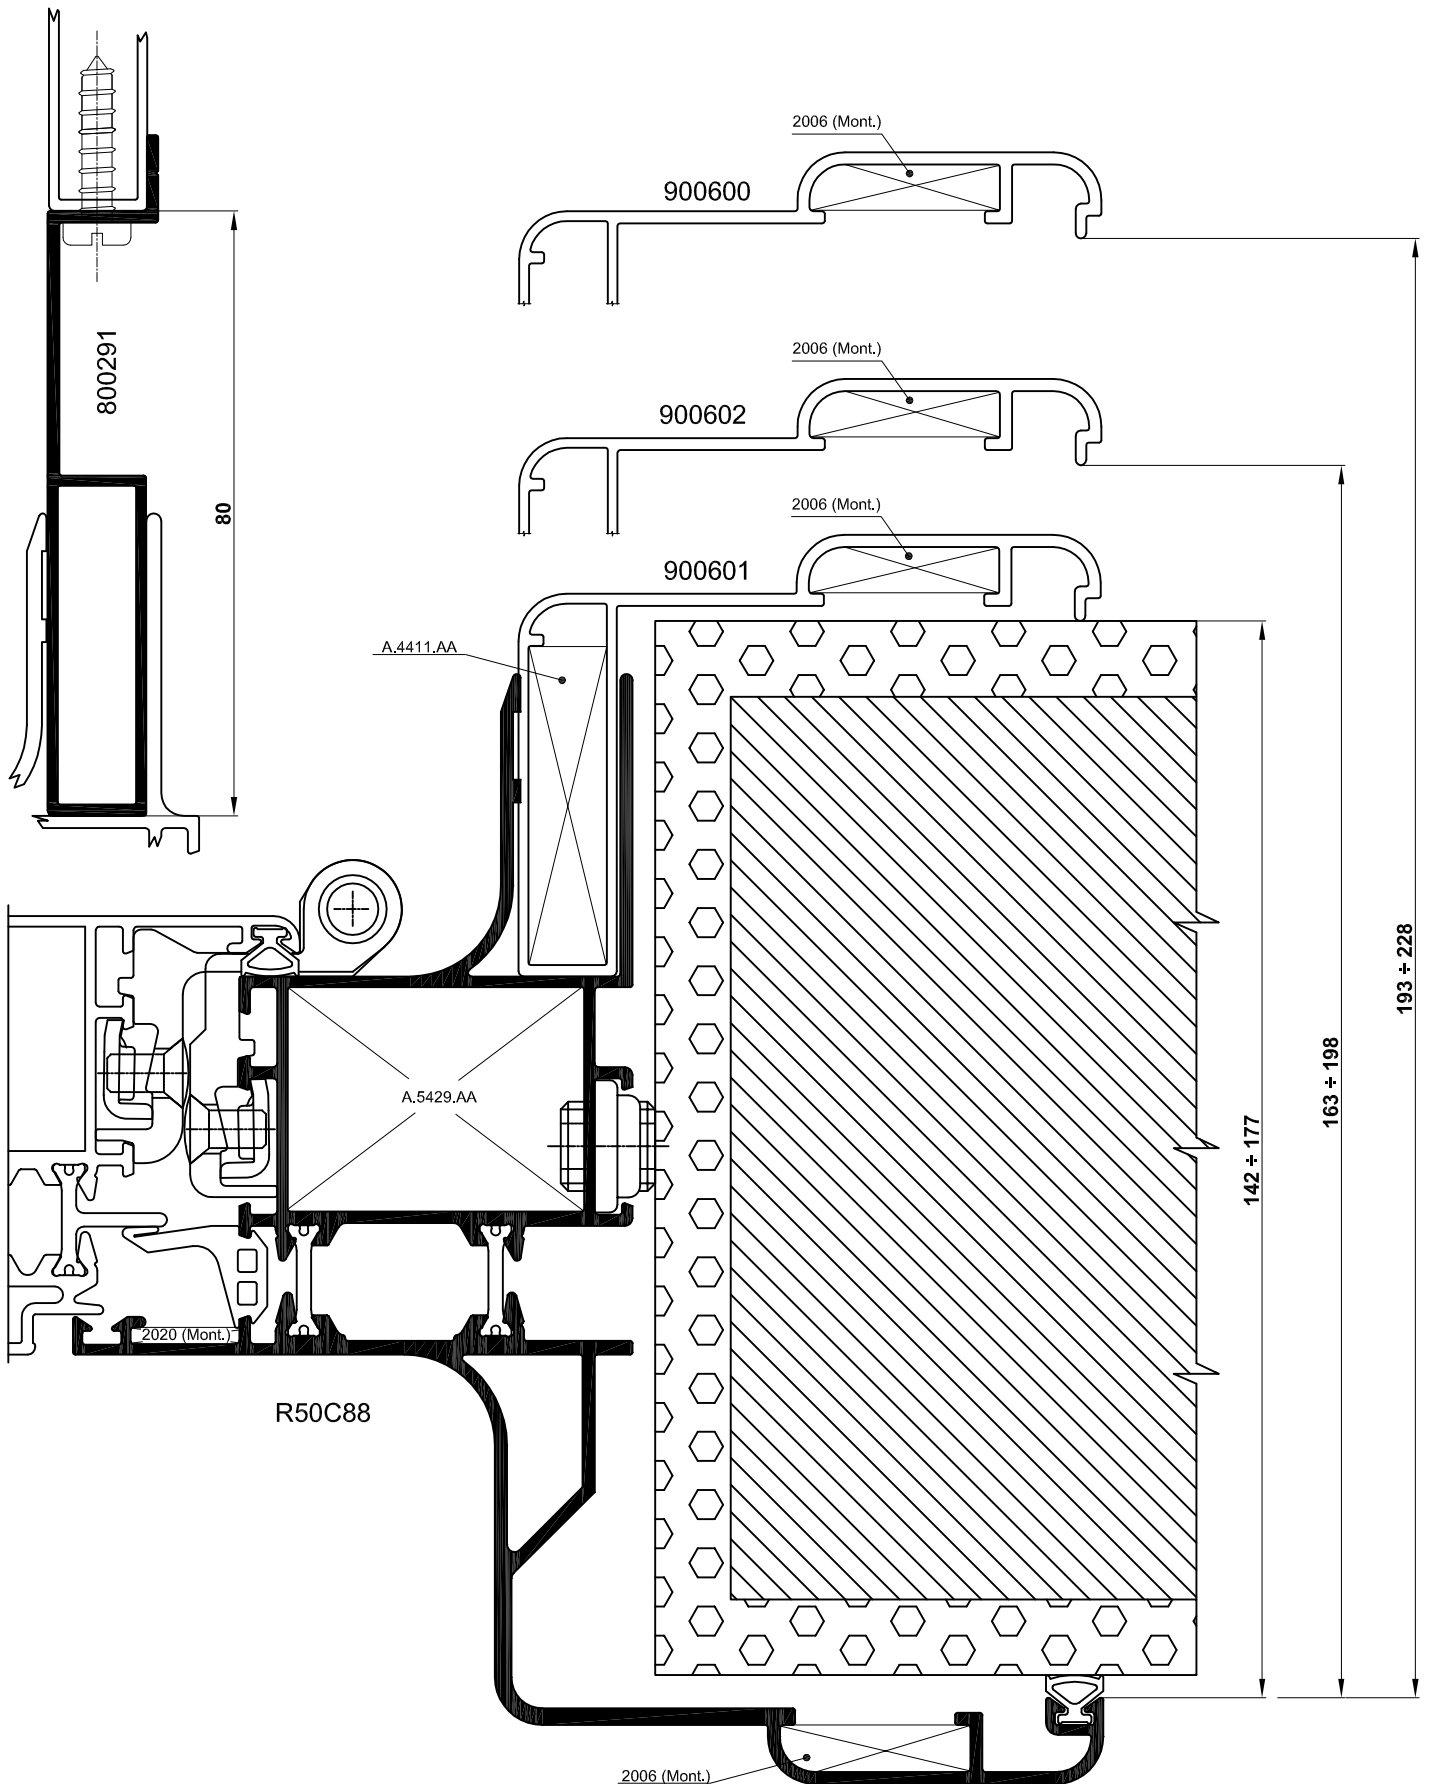 2006 (Mont.)
900600
800291
2006 (Mont.)
900602
80
2006 (Mont.)
900601
A.4411.AA
193 ÷ 228
163 ÷ 198
142 ÷ 177
A.5429.AA
2020 (Mont.)
R50C88
2006 (Mont.)